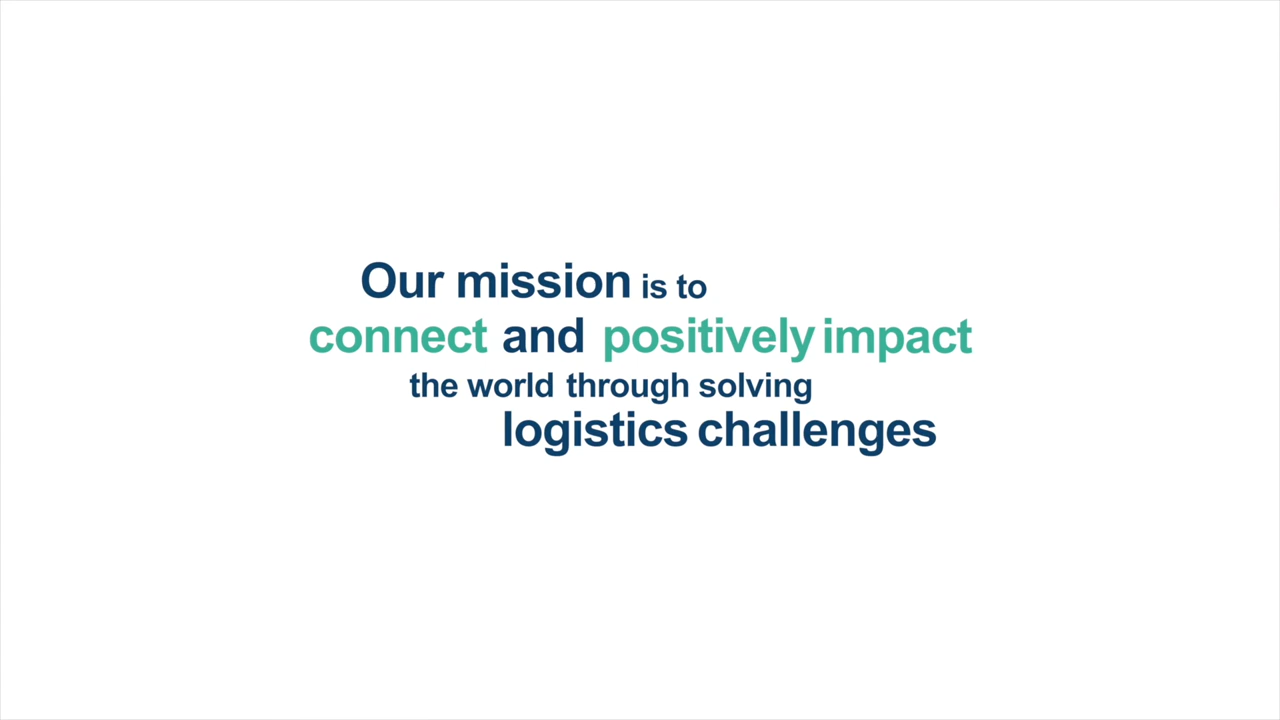 Our mission is to
connect and positively impact
the world through solving
logistics challenges